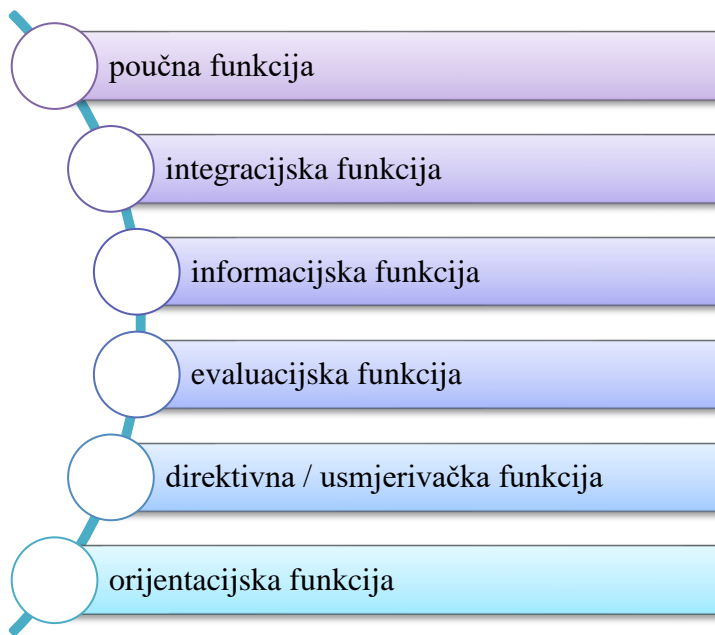 poučna funkcija
integracijska funkcija
informacijska funkcija
evaluacijska funkcija
direktivna / usmjerivačka funkcija
orijentacijska funkcija